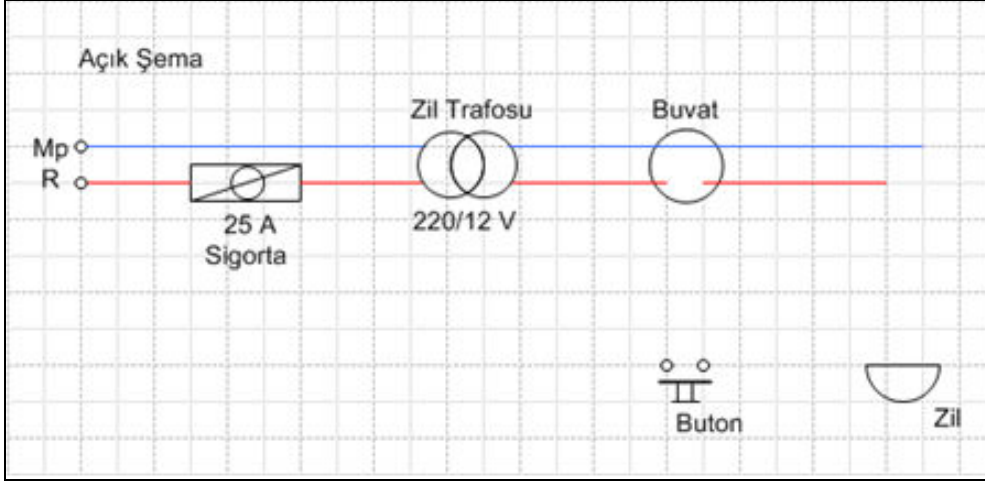 Açık Şema
Zil Trafosu
Buvat
Mp
R
25 A
Sigorta
220/12 V
Buton
Zil